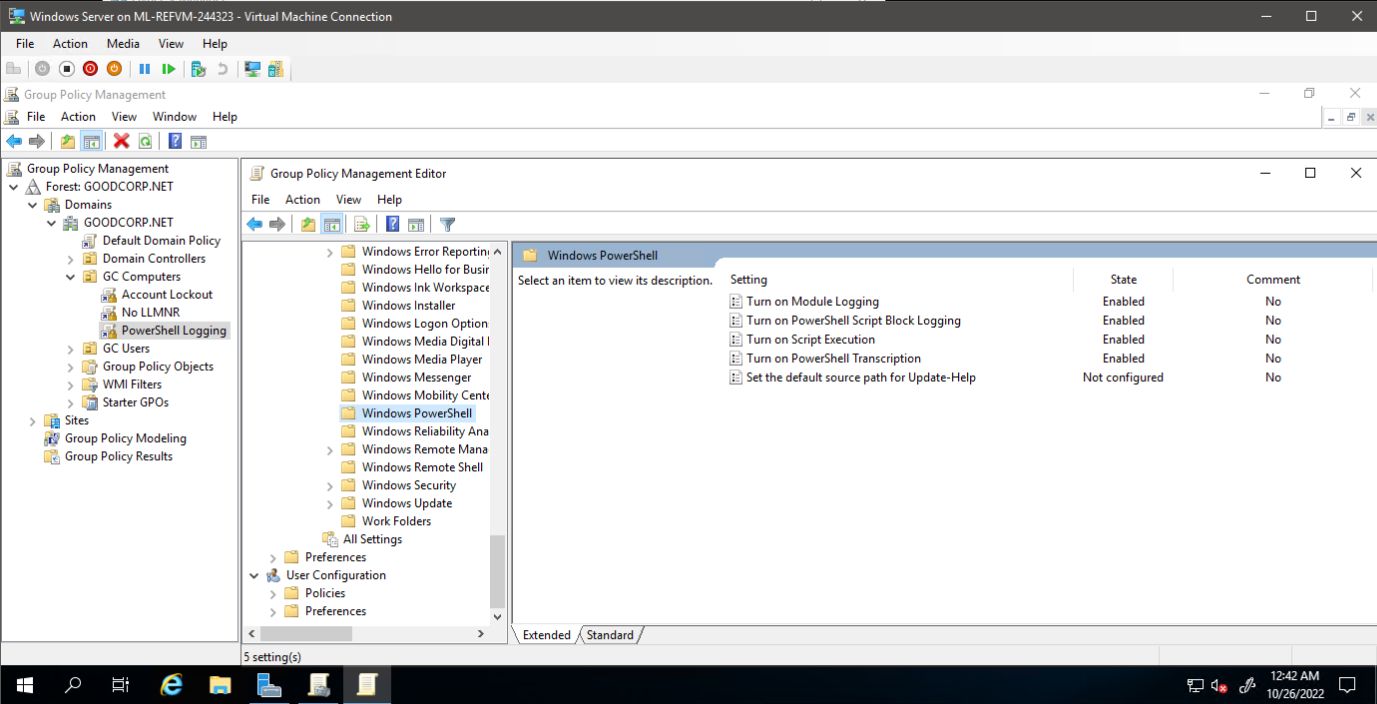 Windows Server on ML-REFVM-244323 - Virtual Machine Connection
File Action Media View Help
Group Policy Management
File Action View Window Help
Group Policy Management
Forest: GOODCORP.NET
Domains
GOODCORP.NET
Default Domain Policy
Domain Controllers
GC Computers
Account Lockout
No LLMNR
PowerShell Logging
GC Users
Group Policy Objects
WMI Filters
Starter GPOs
Sites
Group Policy Modeling
Group Policy Results
Group Policy Management Editor
File Action View Help
Windows Error Reporting
Windows Hello for Busir
Windows Ink Workspace
Windows Installer
Windows Logon Option
Windows Media Digital
Windows Media Player
Windows Messenger
Windows Mobility Cente
Windows PowerShell
Windows Reliability Ana
Windows Remote Mana
Windows Remote Shell
Windows Security
Windows Update
Work Folders
All Settings
Preferences
User Configuration
Policies
Preferences
Windows PowerShell
Select an item to view its description.
Setting State Comment
Turn on Module Logging Enabled No
Turn on PowerShell Script Block Logging Enabled No
Turn on Script Execution Enabled No
Turn on PowerShell Transcription Enabled No
Set the default source path for Update-Help Not configured No
Extended Standard
5 setting(s)
12:42 AM
10/26/2022